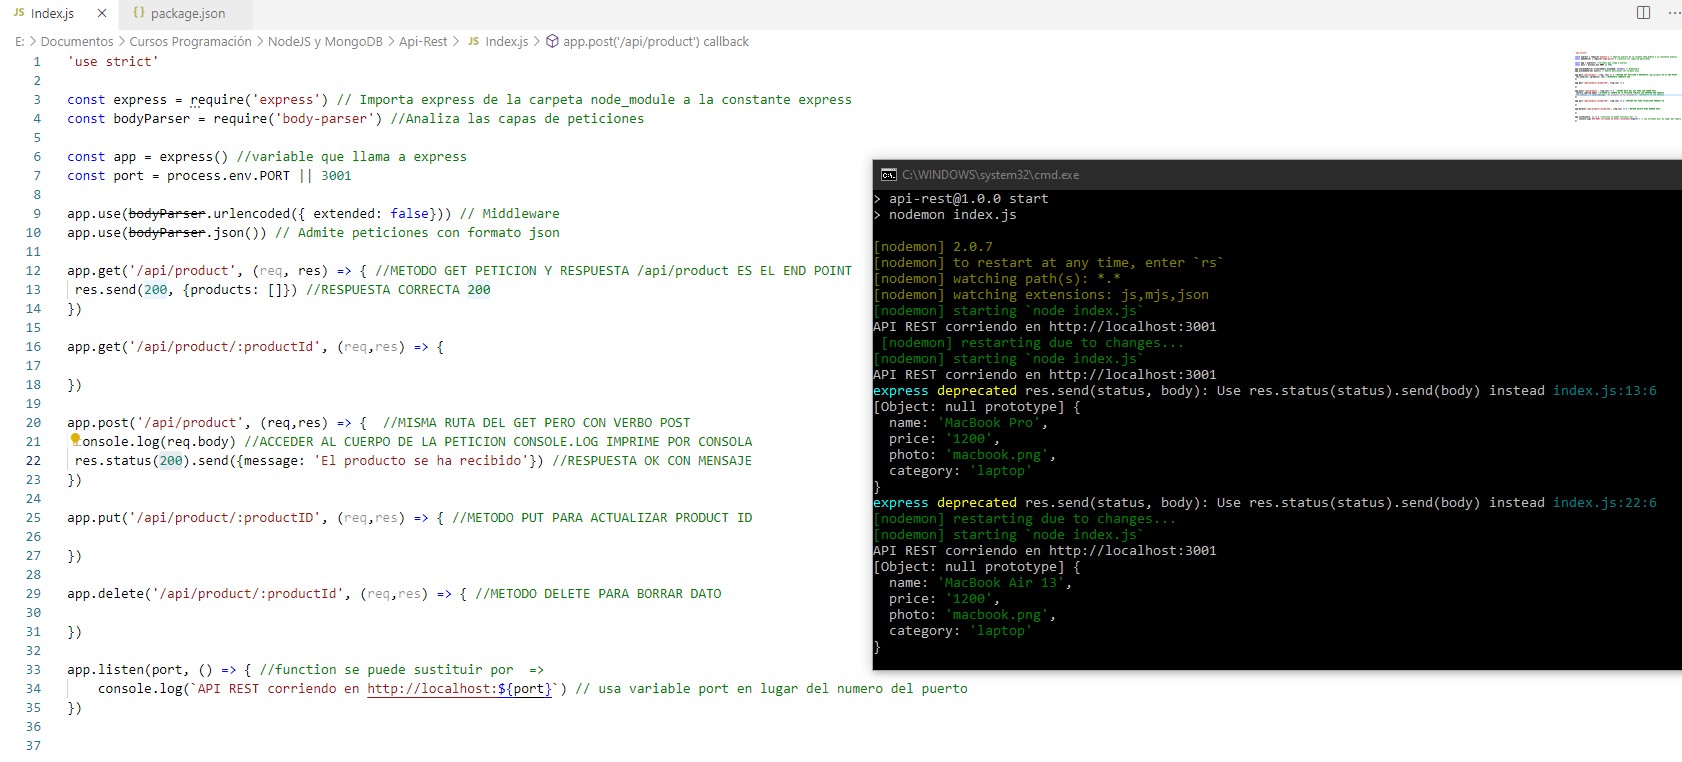 JS Index.js × {} package.json
E: > Documentos > Cursos Programación > NodeJS y MongoDB > Api-Rest > JS Index.js > app.post('/api/product') callback
1 'use strict'
2
3 const express = require('express') // Importa express de la carpeta node_module a la constante express
4 const bodyParser = require('body-parser') //Analiza las capas de peticiones
5
6 const app = express() //variable que llama a express
7 const port = process.env.PORT || 3001
8
9 app.use(bodyParser.urlencoded({ extended: false})) // Middleware
10 app.use(bodyParser.json()) // Admite peticiones con formato json
11
12 app.get('/api/product', (req, res) => { //METODO GET PETICION Y RESPUESTA /api/product ES EL END POINT
13 res.send(200, {products: []}) //RESPUESTA CORRECTA 200
14 })
15
16 app.get('/api/product/:productId', (req,res) => {
17
18 })
19
20 app.post('/api/product', (req,res) => { //MISMA RUTA DEL GET PERO CON VERBO POST
21 onsole.log(req.body) //ACCEDER AL CUERPO DE LA PETICION CONSOLE.LOG IMPRIME POR CONSOLA
22 res.status(200).send({message: 'El producto se ha recibido'}) //RESPUESTA OK CON MENSAJE
23 })
24
25 app.put('/api/product/:productID', (req,res) => { //METODO PUT PARA ACTUALIZAR PRODUCT ID
26
27 })
28
29 app.delete('/api/product/:productId', (req,res) => { //METODO DELETE PARA BORRAR DATO
30
31 })
32
33 app.listen(port, () => { //function se puede sustituir por  =>
34 console.log(`API REST corriendo en http://localhost:${port}`) // usa variable port en lugar del numero del puerto
35 })
36
37
C:\WINDOWS\system32\cmd.exe
> api-rest@1.0.0 start
> nodemon index.js
[nodemon] 2.0.7
[nodemon] to restart at any time, enter `rs`
[nodemon] watching path(s): *.*
[nodemon] watching extensions: js,mjs,json
[nodemon] starting `node index.js`
API REST corriendo en http://localhost:3001
[nodemon] restarting due to changes...
[nodemon] starting `node index.js`
API REST corriendo en http://localhost:3001
express deprecated res.send(status, body): Use res.status(status).send(body) instead index.js:13:6
[Object: null prototype] {
name: 'MacBook Pro',
price: '1200',
photo: 'macbook.png',
category: 'laptop'
}
express deprecated res.send(status, body): Use res.status(status).send(body) instead index.js:22:6
[nodemon] restarting due to changes...
[nodemon] starting `node index.js`
API REST corriendo en http://localhost:3001
[Object: null prototype] {
name: 'MacBook Air 13',
price: '1200',
photo: 'macbook.png',
category: 'laptop'
}